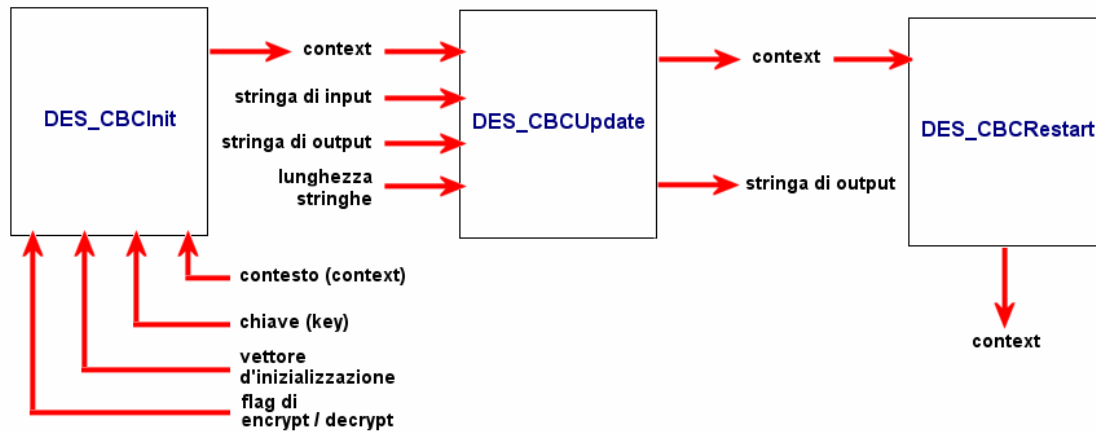 DES_CBCInit
context
stringa di input
stringa di output
lunghezza
stringhe
DES_CBCUpdate
context
stringa di output
DES_CBCRestart
contesto (context)
chiave (key)
vettore
d'inizializzazione
flag di
encrypt / decrypt
context